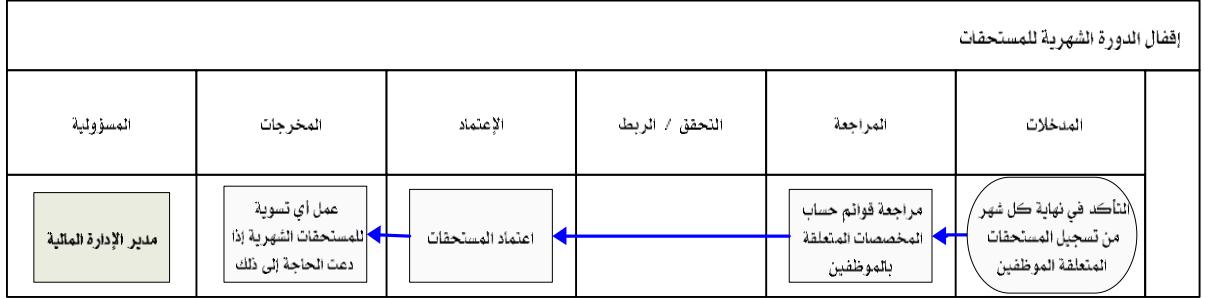 إقفال الدورة الشهرية للمستحقات
المدخلات
المراجعة
التحقق / الربط
الإعتماد
المخرجات
المسؤولية
التأكد في نهاية كل شهر
من تسجيل المستحقات
المتعلقة الموظفين
مراجعة قوائم حساب
المخصصات المتعلقة
بالموظفين
اعتماد المستحقات
عمل أي تسوية
للمستحقات الشهرية إذا
دعت الحاجة إلى ذلك
مدير الإدارة المالية